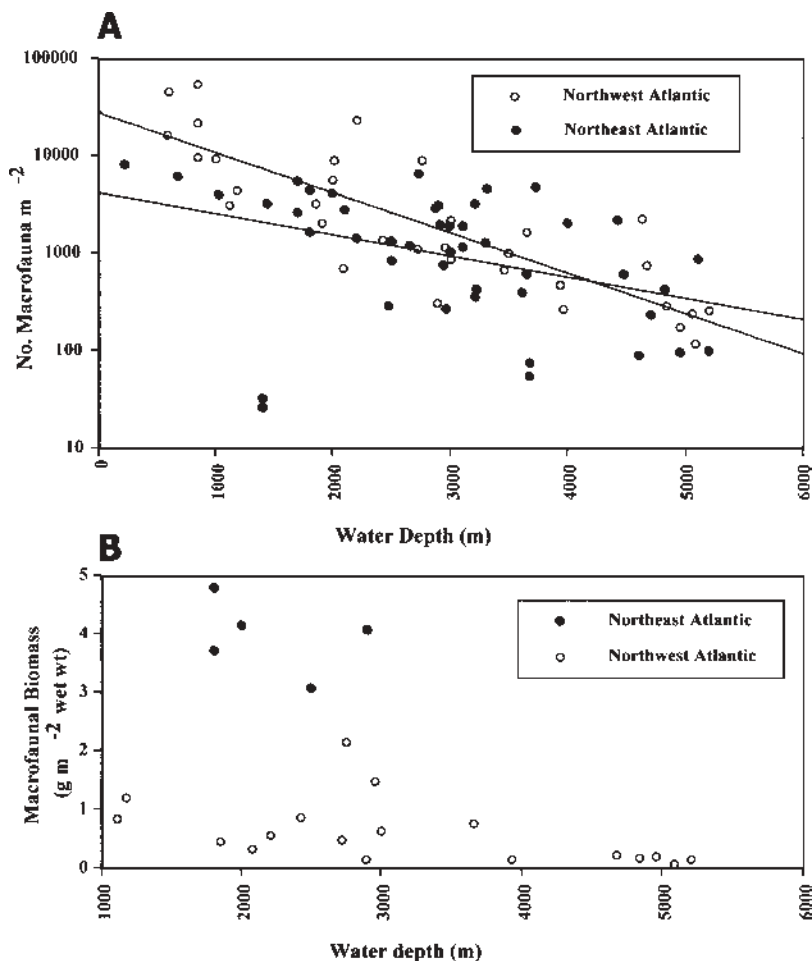 A
100000
10000
1000
100
10
No. Macrofauna m -2
Northwest Atlantic
Northeast Atlantic
0
1000
2000
3000
4000
5000
6000
Water Depth (m)
B
5
4
3
2
1
0
Macrofaunal Biomass
(g m -2 wet wt)
Northeast Atlantic
Northwest Atlantic
1000
2000
3000
4000
5000
6000
Water depth (m)